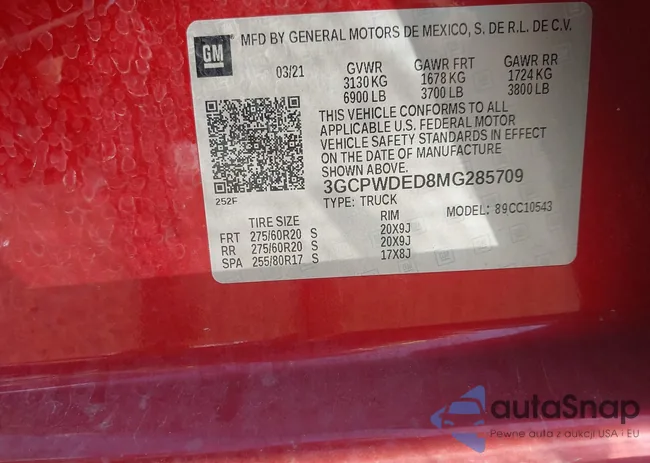 GM
MFD BY GENERAL MOTORS DE MEXICO, S. DE R.L. DE C.V.
03/21 GVWR GAWR FRT GAWR RR
3130 KG 1678 KG 1724 KG
6900 LB 3700 LB 3800 LB
THIS VEHICLE CONFORMS TO ALL
APPLICABLE U.S. FEDERAL MOTOR
VEHICLE SAFETY STANDARDS IN EFFECT
ON THE DATE OF MANUFACTURE
SHOWN ABOVE.
252F
3GCPWDED8MG285709
TYPE: TRUCK MODEL: 89CC10543
TIRE SIZE RIM
FRT 275/60R20 S 20X9J
RR 275/60R20 S 20X9J
SPA 255/80R17 S 17X8J
autaSnap
Pewne auta z aukcji USA i EU